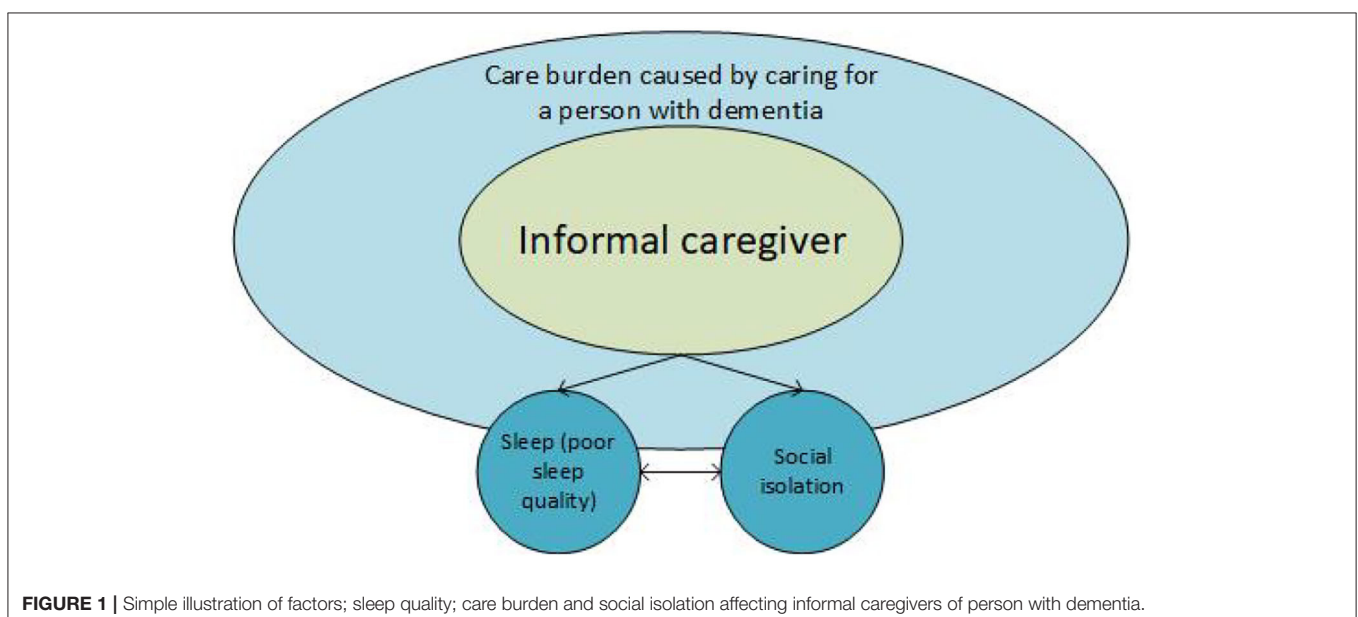 Care burden caused by caring for
a person with dementia
Informal caregiver
Sleep (poor
sleep
quality)
Social
isolation
FIGURE 1 | Simple illustration of factors; sleep quality; care burden and social isolation affecting informal caregivers of person with dementia.